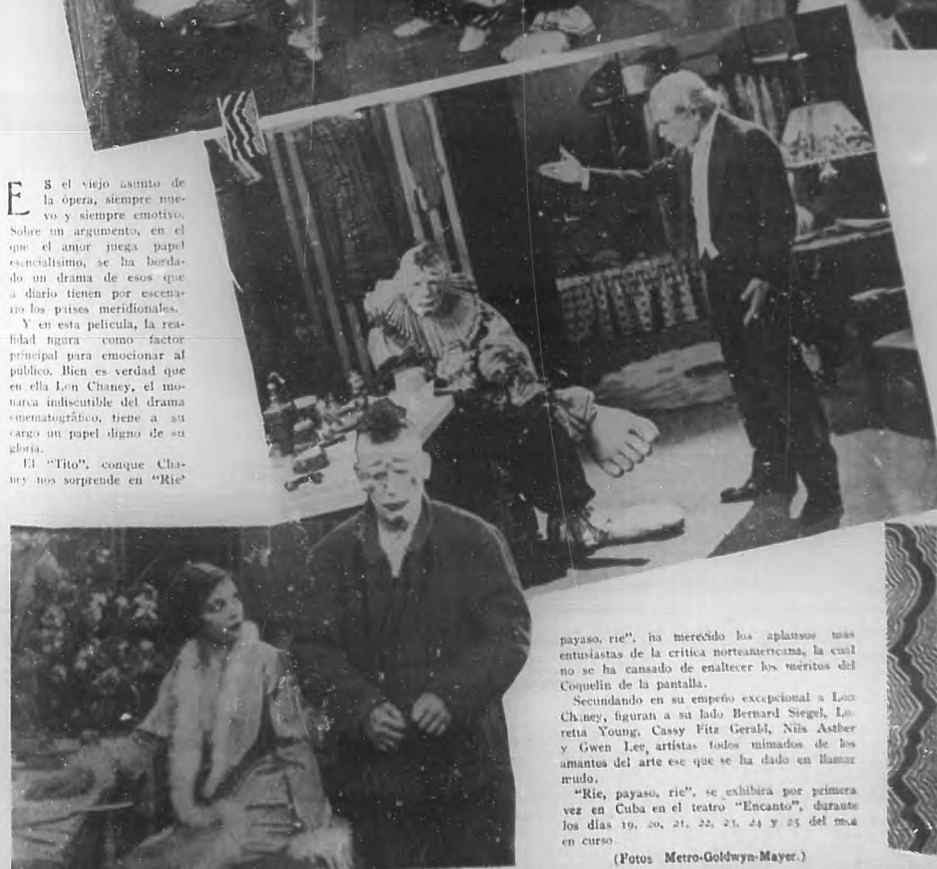 ES el viejo asunto de
la ópera, siempre nue-
vo y siempre emotivo.
Sobre un argumento, en el
que el amor juega papel
esencialísimo, se ha borda-
do un drama de esos que
a diario tienen por escena-
rio los países meridionales.
Y en esta película, la rea-
lidad figura como factor
principal para emocionar al
público. Bien es verdad que
en ella Lon Chaney, el mo-
narca indiscutible del drama
cinematográfico, tiene a su
cargo un papel digno de su
gloria.
El "Tito", conque Cha-
ney nos sorprende en "Ríe'
payaso, ríe", ha merecido los aplausos más
entusiastas de la crítica norteamericana, la cual
no se ha cansado de enaltecer los méritos del
Coquelin de la pantalla.
Secundando en su empeño excepcional a Lon
Chaney, figuran a su lado Bernard Siegel, Lo-
retta Young, Cassy Fitz Gerald, Nils Asther
y Gwen Lee, artistas todos mimados de los
amantos del arte ese que se ha dado en llamar
mudo.
"Ríe, payaso, ríe", se exhibirá por primera
vez en Cuba en el teatro "Encanto", durante
los días 19, 20, 21, 22, 23, 24 y 25 del mes
en curso.
(Fotos Metro-Goldwyn-Mayer.)